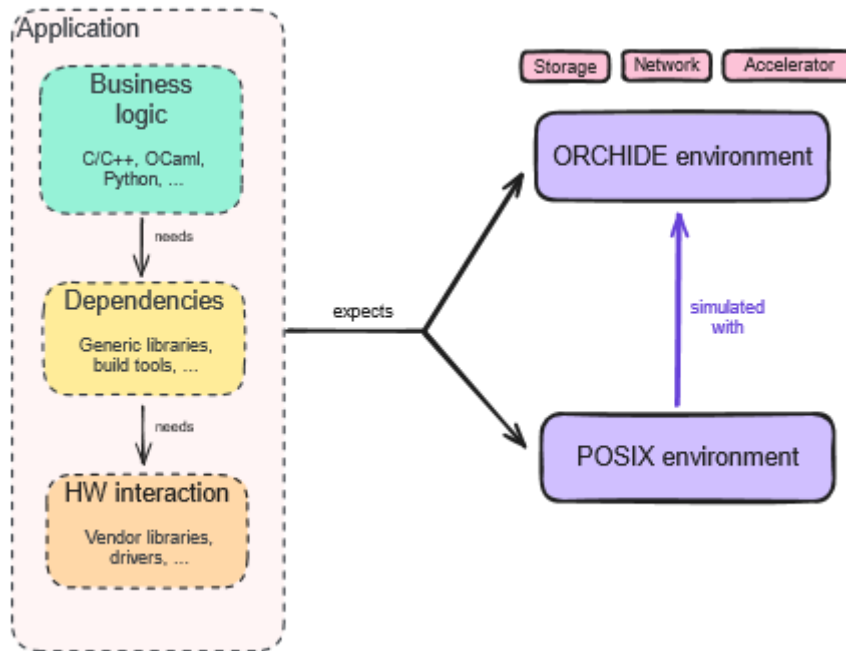 Application
Business
logic
C/C++, OCaml,
Python, ...
needs
Dependencies
Generic libraries,
build tools, ...
needs
HW interaction
Vendor libraries,
drivers, ...
expects
Storage
Network
Accelerator
ORCHIDE environment
simulated
with
POSIX environment